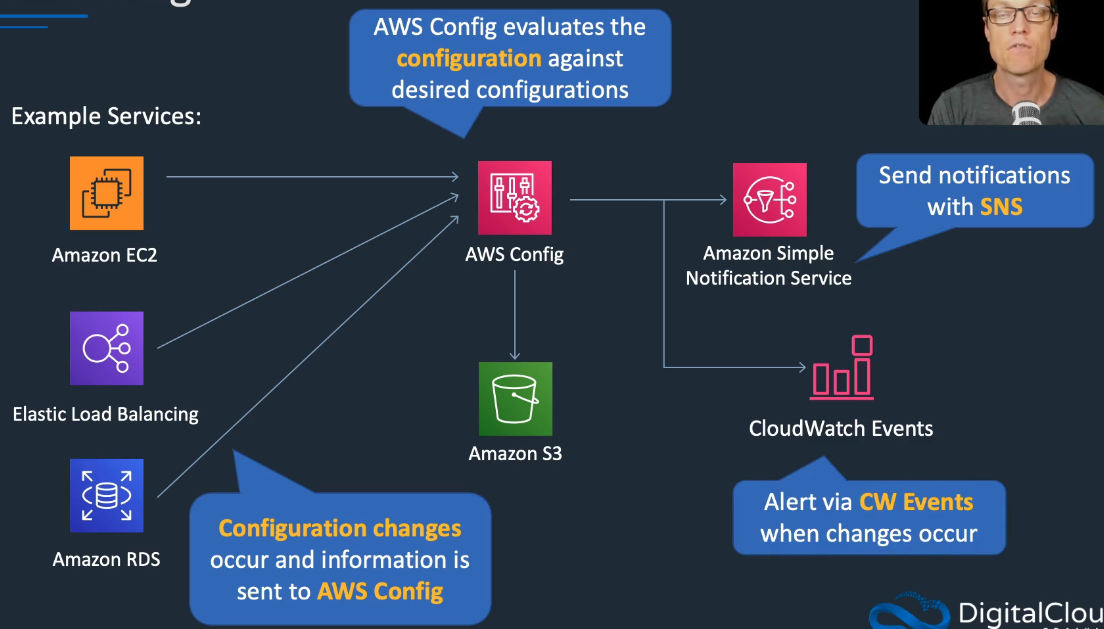 AWS Config evaluates the
configuration against
desired configurations
Example Services:
Amazon EC2
AWS Config
Amazon Simple
Notification Service
Send notifications
with SNS
Elastic Load Balancing
Amazon S3
CloudWatch Events
Amazon RDS
Configuration changes
occur and information is
sent to AWS Config
Alert via CW Events
when changes occur
DigitalClou